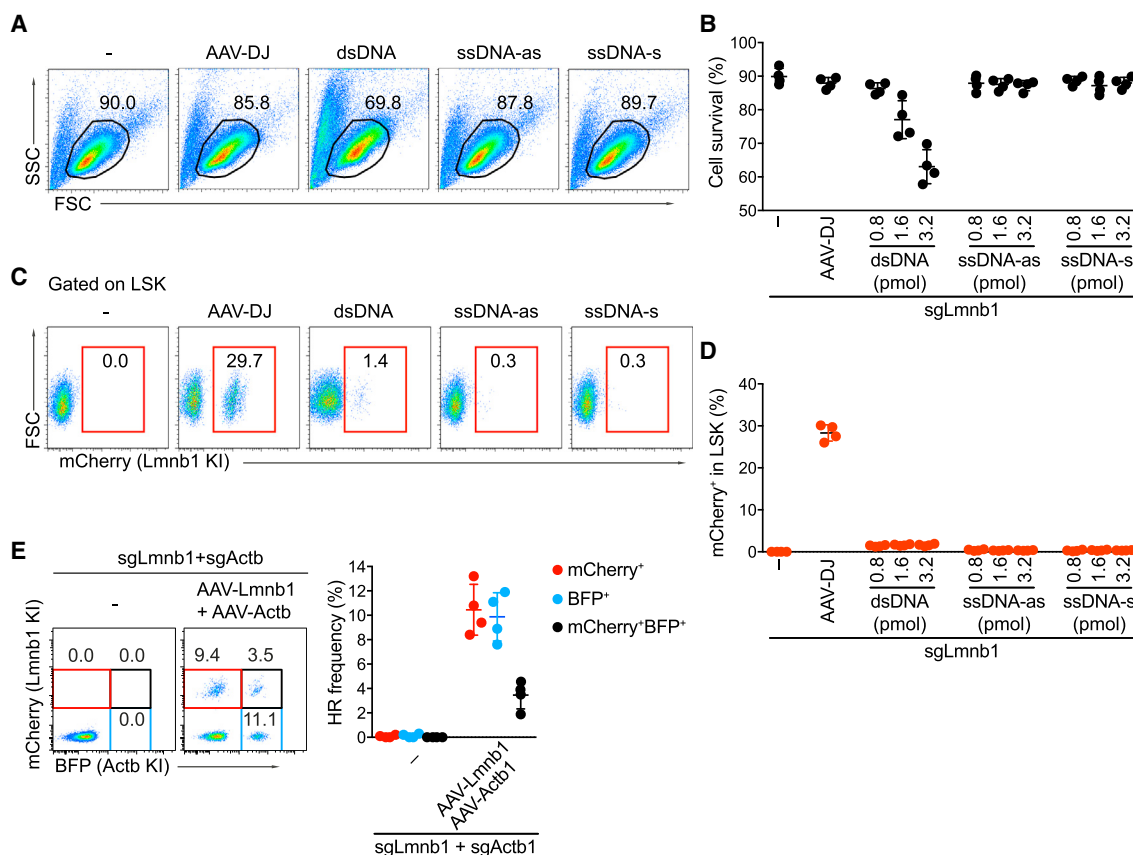 A
- AAV-DJ dsDNA ssDNA-as ssDNA-s
90.0 85.8 69.8 87.8 89.7
SSC
FSC
B
Cell survival (%)
100
90
80
70
60
50
-
AAV-DJ
0.8 1.6 3.2 0.8 1.6 3.2 0.8 1.6 3.2
dsDNA ssDNA-as ssDNA-s
(pmol) (pmol) (pmol)
sgLmnb1
C Gated on LSK
- AAV-DJ dsDNA ssDNA-as ssDNA-s
0.0 29.7 1.4 0.3 0.3
FSC
mCherry (Lmnb1 KI)
D
mCherry+ in LSK (%)
40
30
20
10
0
-
AAV-DJ
0.8 1.6 3.2 0.8 1.6 3.2 0.8 1.6 3.2
dsDNA ssDNA-as ssDNA-s
(pmol) (pmol) (pmol)
sgLmnb1
E
sgLmnb1+sgActb
- AAV-Lmnb1
+ AAV-Actb
0.0 0.0 9.4 3.5
0.0 11.1
mCherry (Lmnb1 KI)
BFP (Actb KI)
HR frequency (%)
14
12
10
8
6
4
2
0
-
AAV-Lmnb1
AAV-Actb1
sgLmnb1 + sgActb1
mCherry+
BFP+
mCherry+BFP+